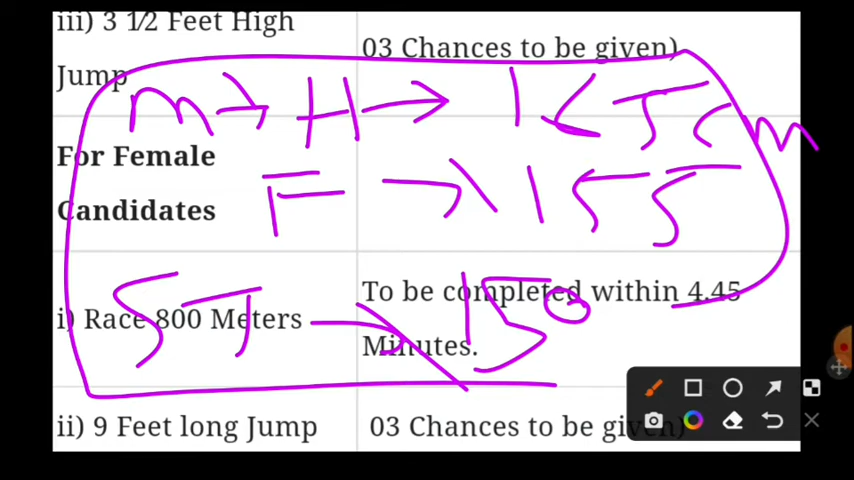 iii) 3 1/2 Feet High
Jump
03 Chances to be given)
m → H → 165 cm
For Female
Candidates
F → 155
i) Race 800 Meters
To be completed within 4.45
Minutes.
ST → 150
ii) 9 Feet long Jump
03 Chances to be given)